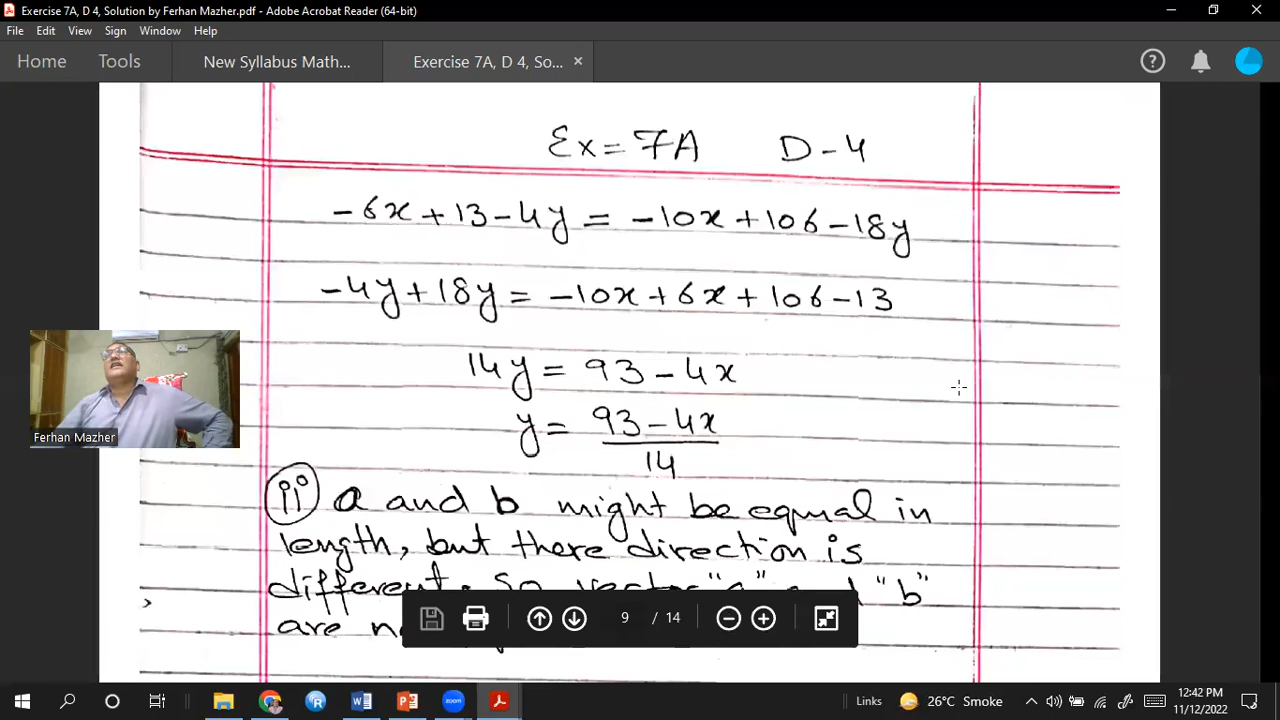 Exercise 7A, D 4, Solution by Ferhan Mazher.pdf - Adobe Acrobat Reader (64-bit)
File Edit View Sign Window Help
Home Tools New Syllabus Math... Exercise 7A, D 4, So... ×
Ex = 7A D-4
-6x + 13 - 4y = -10x + 106 - 18y
-4y + 18y = -10x + 6x + 106 - 13
14y = 93 - 4x
y = 93 - 4x
14
ii a and b might be equal in
length, but there direction is
different. So vector "a" and "b"
are
Ferhan Mazher
9 / 14
Links 26°C Smoke 12:42 PM
11/12/2022